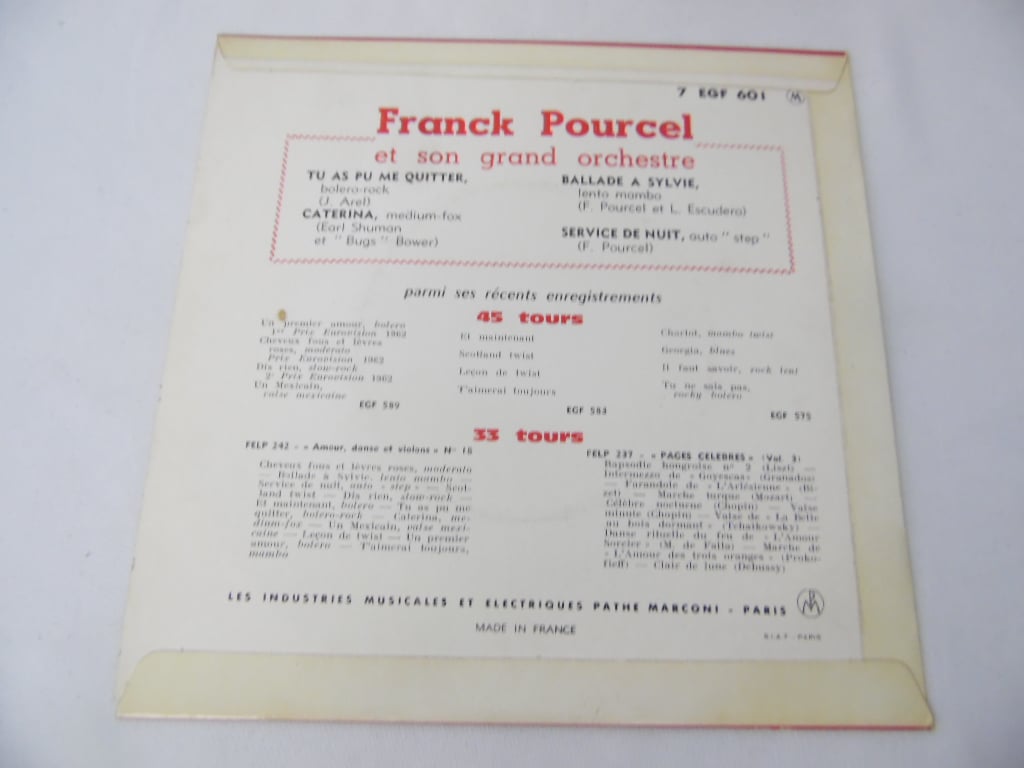 7 EGF 601 M
Franck Pourcel
et son grand orchestre
TU AS PU ME QUITTER,
bolero-rock
(J. Arel)
CATERINA, medium-fox
(Earl Shuman
et "Bugs" Bower)
BALLADE A SYLVIE,
lento mambo
(F. Pourcel et L. Escudero)
SERVICE DE NUIT, auto "step"
(F. Pourcel)
parmi ses récents enregistrements
45 tours
Un premier amour, bolero
1er Prix Eurovision 1962
Cheveux fous et lèvres
roses, moderato
Prix Eurovision 1962
Dis rien, slow-rock
2e Prix Eurovision 1962
Un Mexicain,
valse mexicaine
EGF 589
Et maintenant
Scotland twist
Leçon de twist
T'aimerai toujours
EGF 583
Chariot, mambo twist
Georgia, blues
Il faut savoir, rock lent
Tu ne sais pas,
rocky bolero
EGF 575
33 tours
FELP 242 - « Amour, danse et violons » N° 18
Cheveux fous et lèvres roses, moderato
— Ballade à Sylvie, lento mambo —
Service de nuit, auto « step » — Scot-
land twist — Dis rien, slow-rock —
Et maintenant, bolero — Tu as pu me
quitter, bolero-rock — Caterina, me-
dium-fox — Un Mexicain, valse mexi-
caine — Leçon de twist — Un premier
amour, bolero — T'aimerai toujours,
mambo
FELP 237 - « PAGES CELEBRES » (Vol. 3)
Rapsodie hongroise n° 2 (Liszt) —
Intermezzo de « Goyescas » (Granados)
— Farandole de « L'Arlésienne » (Bi-
zet) — Marche turque (Mozart) —
Célèbre nocturne (Chopin) — Valse
minute (Chopin) — Valse de « La Belle
au bois dormant » (Tchaïkowsky) —
Danse rituelle du feu de « L'Amour
Sorcier » (M. de Falla) — Marche de
« L'Amour des trois oranges » (Proko-
fieff) — Clair de lune (Debussy)
LES INDUSTRIES MUSICALES ET ELECTRIQUES PATHE MARCONI - PARIS
MADE IN FRANCE